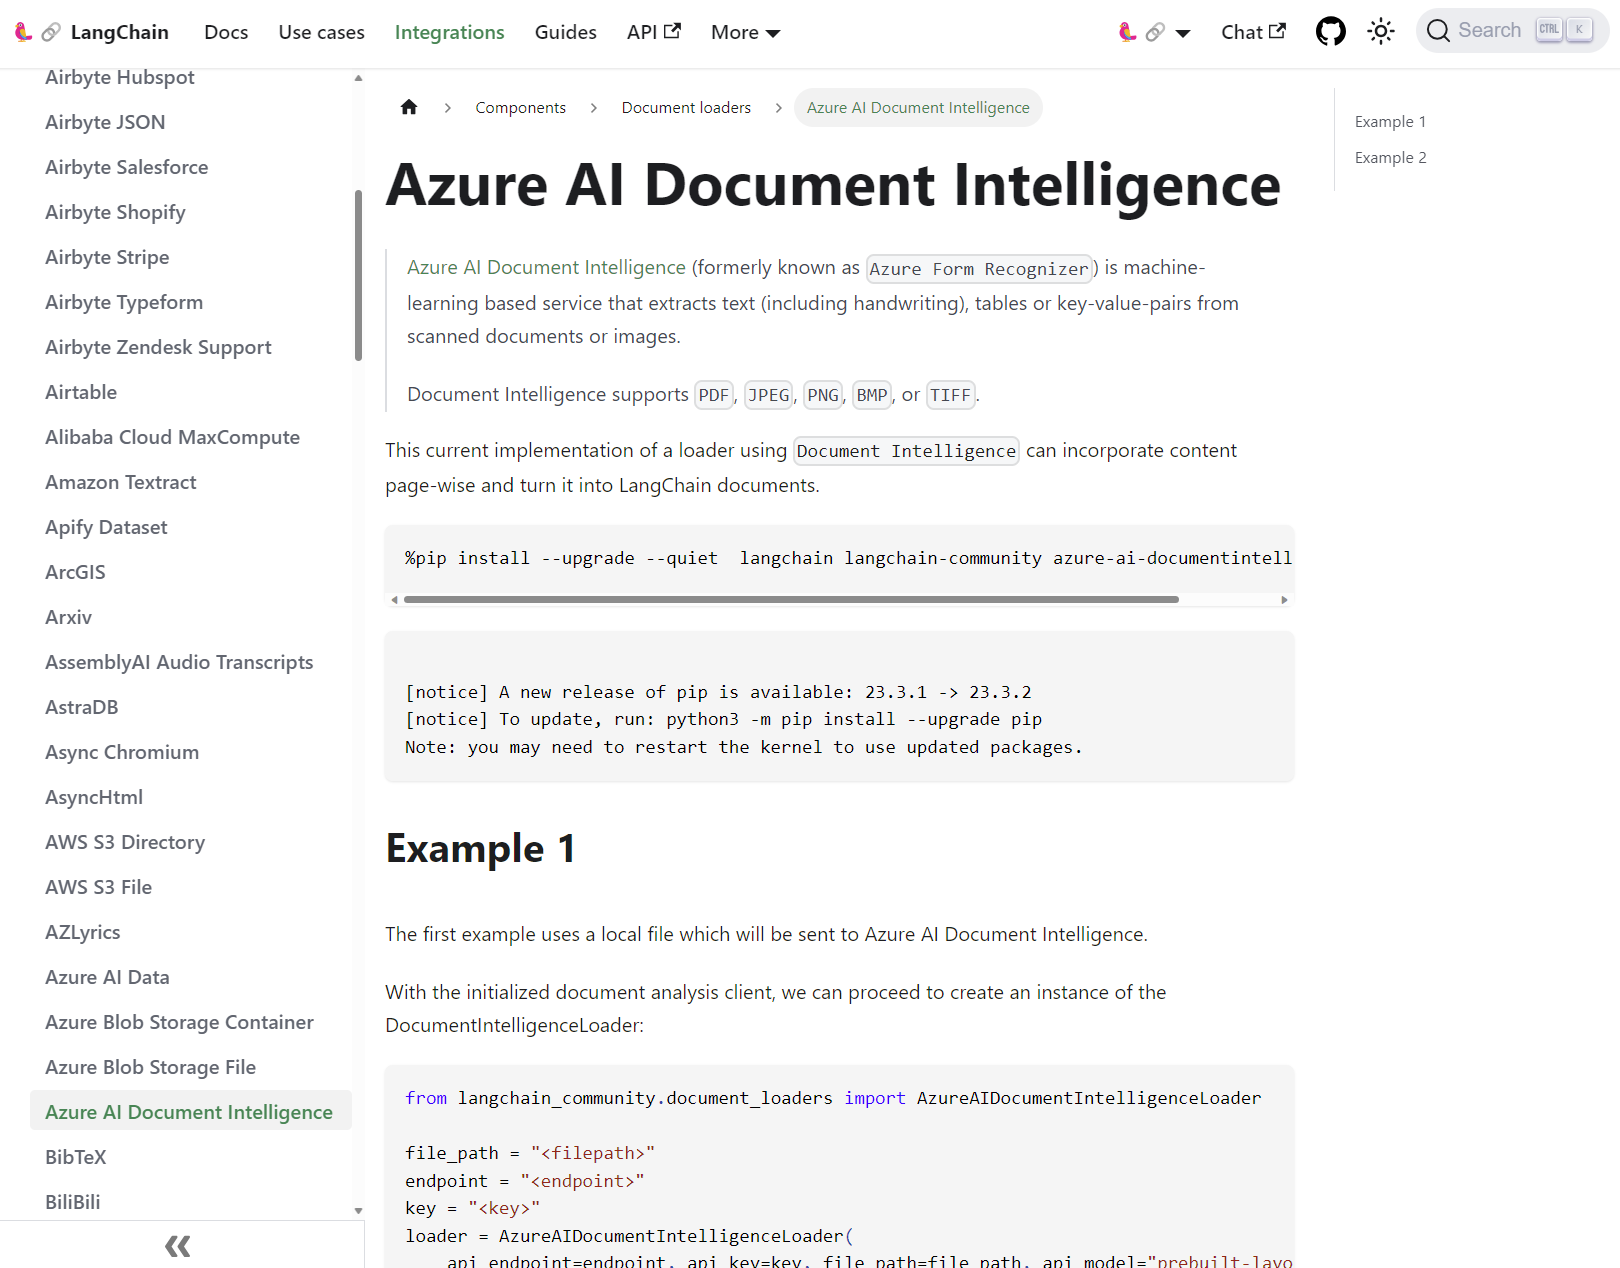 LangChain Docs Use cases Integrations Guides API More Chat Search CTRL K
Airbyte Hubspot
Airbyte JSON
Airbyte Salesforce
Airbyte Shopify
Airbyte Stripe
Airbyte Typeform
Airbyte Zendesk Support
Airtable
Alibaba Cloud MaxCompute
Amazon Textract
Apify Dataset
ArcGIS
Arxiv
AssemblyAI Audio Transcripts
AstraDB
Async Chromium
AsyncHtml
AWS S3 Directory
AWS S3 File
AZLyrics
Azure AI Data
Azure Blob Storage Container
Azure Blob Storage File
Azure AI Document Intelligence
BibTeX
BiliBili
Components > Document loaders > Azure AI Document Intelligence
Azure AI Document Intelligence
Azure AI Document Intelligence (formerly known as Azure Form Recognizer) is machine-
learning based service that extracts text (including handwriting), tables or key-value-pairs from
scanned documents or images.
Document Intelligence supports PDF, JPEG, PNG, BMP, or TIFF.
This current implementation of a loader using Document Intelligence can incorporate content
page-wise and turn it into LangChain documents.
%pip install --upgrade --quiet  langchain langchain-community azure-ai-documentintell
[notice] A new release of pip is available: 23.3.1 -> 23.3.2
[notice] To update, run: python3 -m pip install --upgrade pip
Note: you may need to restart the kernel to use updated packages.
Example 1
The first example uses a local file which will be sent to Azure AI Document Intelligence.
With the initialized document analysis client, we can proceed to create an instance of the
DocumentIntelligenceLoader:
from langchain_community.document_loaders import AzureAIDocumentIntelligenceLoader
file_path = "<filepath>"
endpoint = "<endpoint>"
key = "<key>"
loader = AzureAIDocumentIntelligenceLoader(
api_endpoint=endpoint, api_key=key, file_path=file_path, api_model="prebuilt-layo
Example 1
Example 2